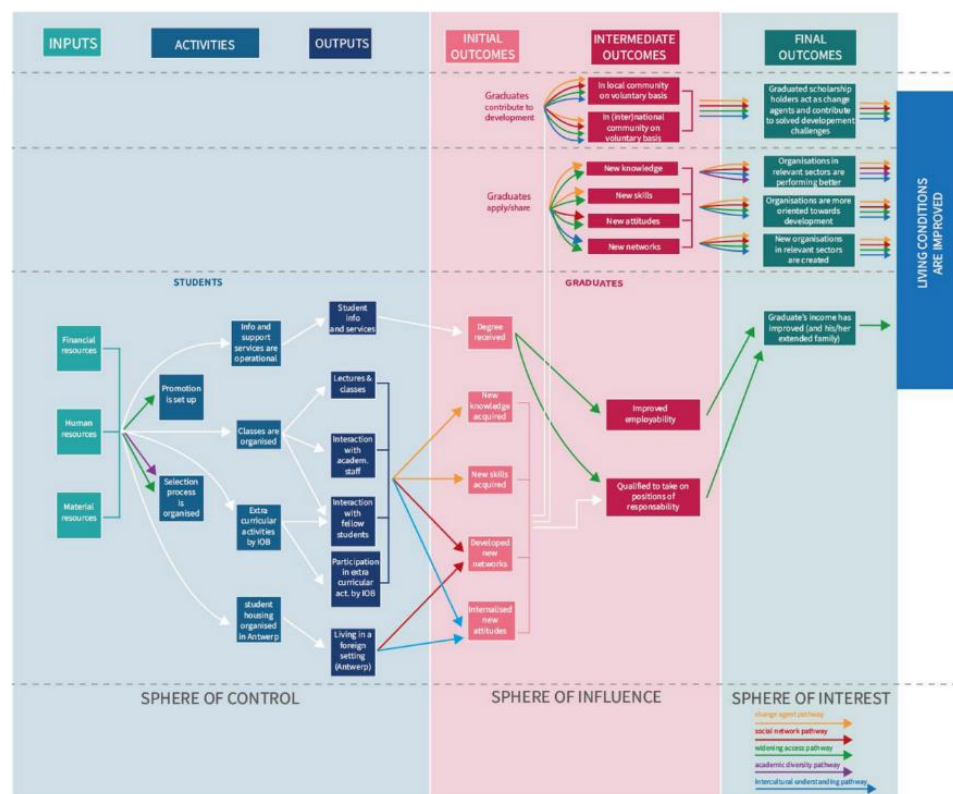 INPUTS
ACTIVITIES
OUTPUTS
INITIAL
OUTCOMES
INTERMEDIATE
OUTCOMES
FINAL
OUTCOMES
Graduates
contribute to
development
In local community
on voluntary basis
In (inter)national
community on
voluntary basis
Graduated scholarship
holders act as change
agents and contribute
to solved developement
challenges
Graduates
apply/share
New knowledge
New skills
New attitudes
New networks
Organisations in
relevant sectors are
performing better
Organisations are more
oriented towards
development
New organisations
in relevant sectors
are created
LIVING CONDITIONS
ARE IMPROVED
STUDENTS
GRADUATES
Financial
resources
Human
resources
Material
resources
Promotion
is set up
Selection
process is
organised
Info and
support
services are
operational
Classes are
organised
Extra
curricular
activities
by IOB
student
housing
organised
in Antwerp
Student
info
and services
Lectures &
classes
Interaction
with
academ.
staff
Interaction
with
fellow
students
Participation
in extra
curricular
act. by IOB
Living in a
foreign
setting
(Antwerp)
Degree
received
New
knowledge
acquired
New skills
acquired
Developed
new
networks
Internalised
new
attitudes
Improved
employability
Qualified to take on
positions of
responsability
Graduate's income has
improved (and his/her
extended family)
SPHERE OF CONTROL
SPHERE OF INFLUENCE
SPHERE OF INTEREST
change agent pathway
social network pathway
widening access pathway
academic diversity pathway
intercultural understanding pathway